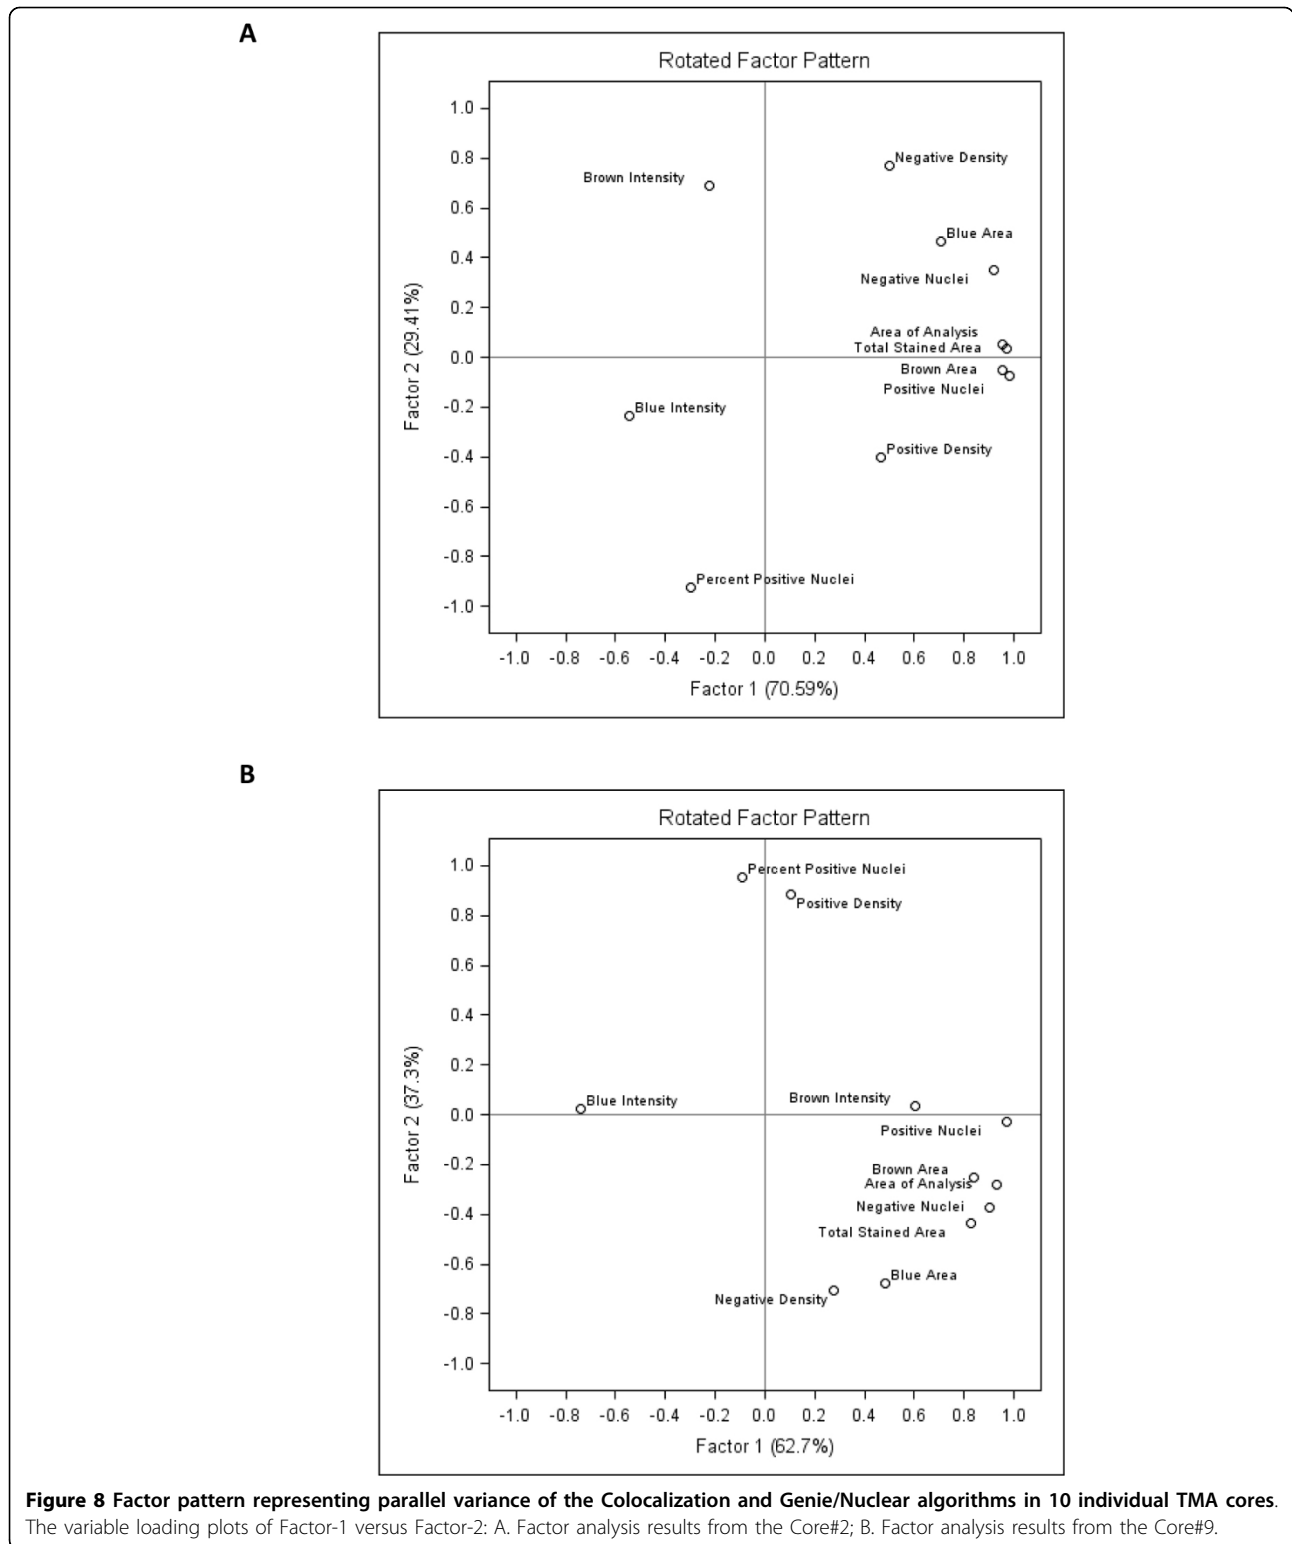 A
Rotated Factor Pattern
1.0
0.8
0.6
0.4
0.2
0.0
-0.2
-0.4
-0.6
-0.8
-1.0
Factor 2 (29.41%)
Negative Density
Brown Intensity
Blue Area
Negative Nuclei
Area of Analysis
Total Stained Area
Brown Area
Positive Nuclei
Blue Intensity
Positive Density
Percent Positive Nuclei
-1.0 -0.8 -0.6 -0.4 -0.2 0.0 0.2 0.4 0.6 0.8 1.0
Factor 1 (70.59%)
B
Rotated Factor Pattern
1.0
0.8
0.6
0.4
0.2
0.0
-0.2
-0.4
-0.6
-0.8
-1.0
Factor 2 (37.3%)
Percent Positive Nuclei
Positive Density
Blue Intensity
Brown Intensity
Positive Nuclei
Brown Area
Area of Analysis
Negative Nuclei
Total Stained Area
Blue Area
Negative Density
-1.0 -0.8 -0.6 -0.4 -0.2 0.0 0.2 0.4 0.6 0.8 1.0
Factor 1 (62.7%)
Figure 8 Factor pattern representing parallel variance of the Colocalization and Genie/Nuclear algorithms in 10 individual TMA cores.
The variable loading plots of Factor-1 versus Factor-2: A. Factor analysis results from the Core#2; B. Factor analysis results from the Core#9.